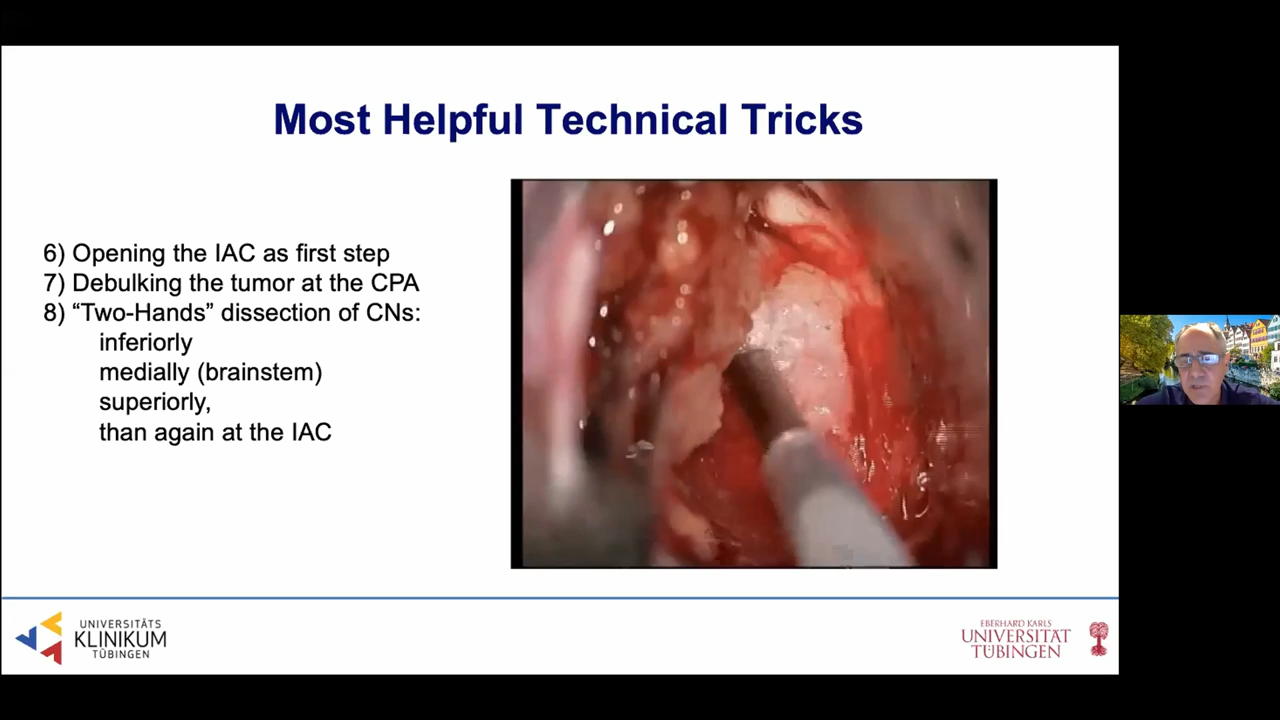 Most Helpful Technical Tricks
6) Opening the IAC as first step
7) Debulking the tumor at the CPA
8) “Two-Hands” dissection of CNs:
inferiorly
medially (brainstem)
superiorly,
than again at the IAC
UNIVERSITÄTS
KLINIKUM
TÜBINGEN
EBERHARD KARLS
UNIVERSITÄT
TÜBINGEN